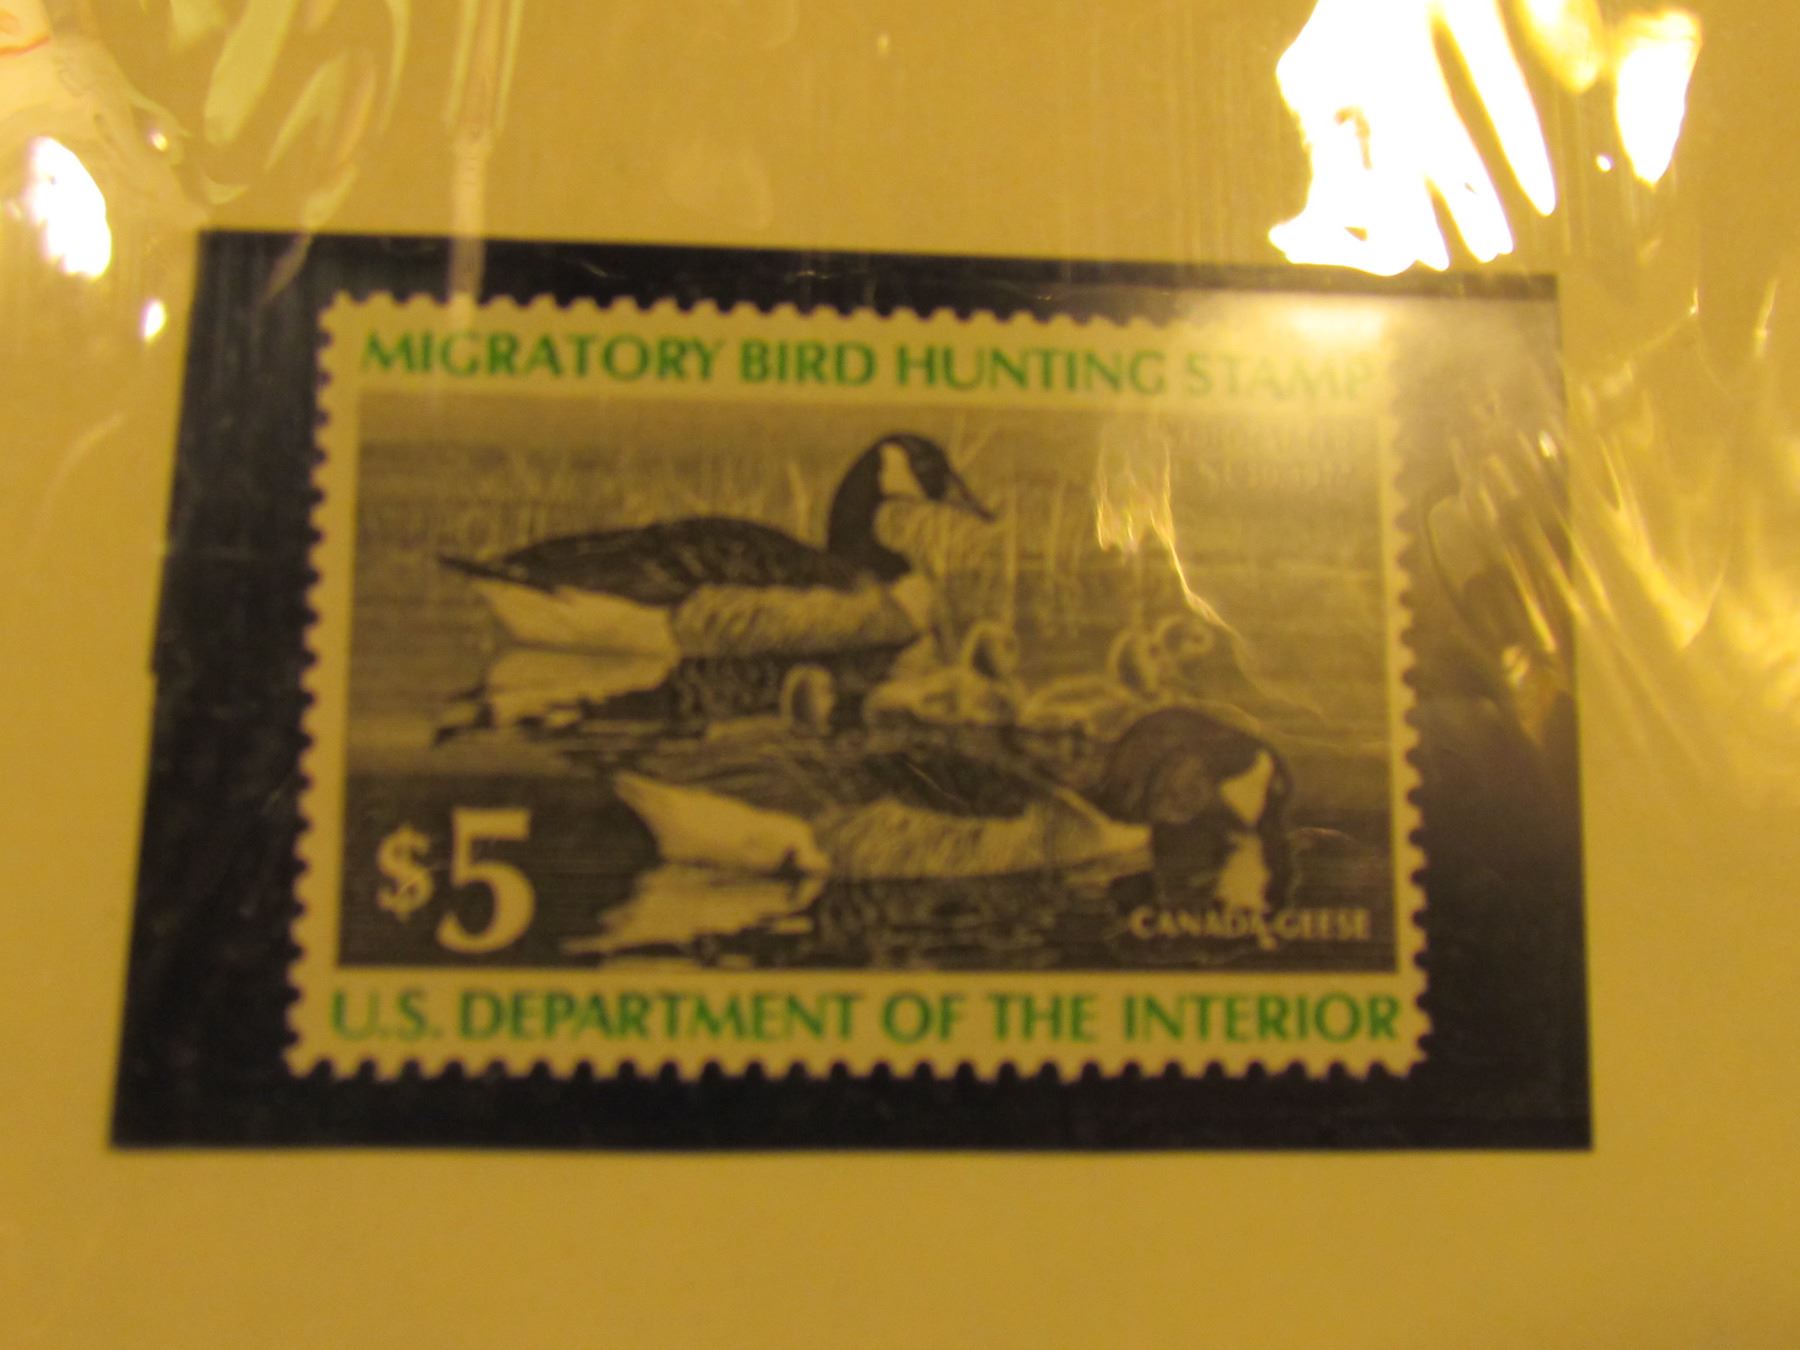 MIGRATORY BIRD HUNTING STAMP
$5
CANADA GEESE
U.S. DEPARTMENT OF THE INTERIOR